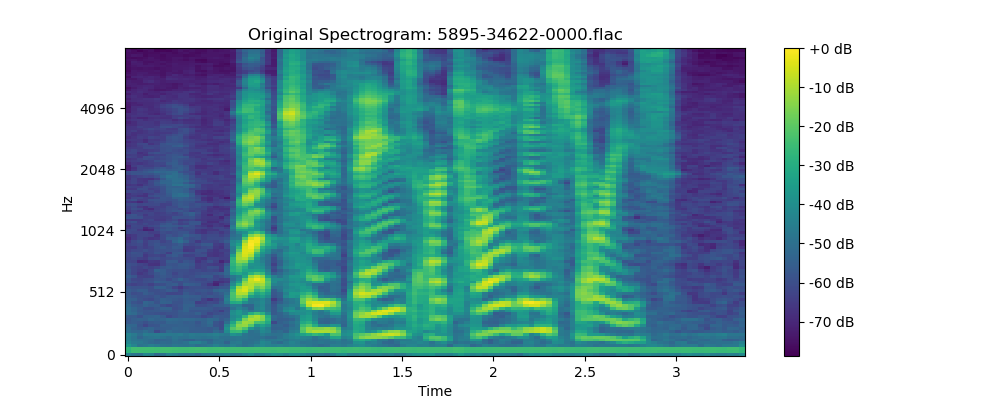 Original Spectrogram: 5895-34622-0000.flac
Hz
4096
2048
1024
512
0
0
0.5
1
1.5
2
2.5
3
Time
+0 dB
-10 dB
-20 dB
-30 dB
-40 dB
-50 dB
-60 dB
-70 dB